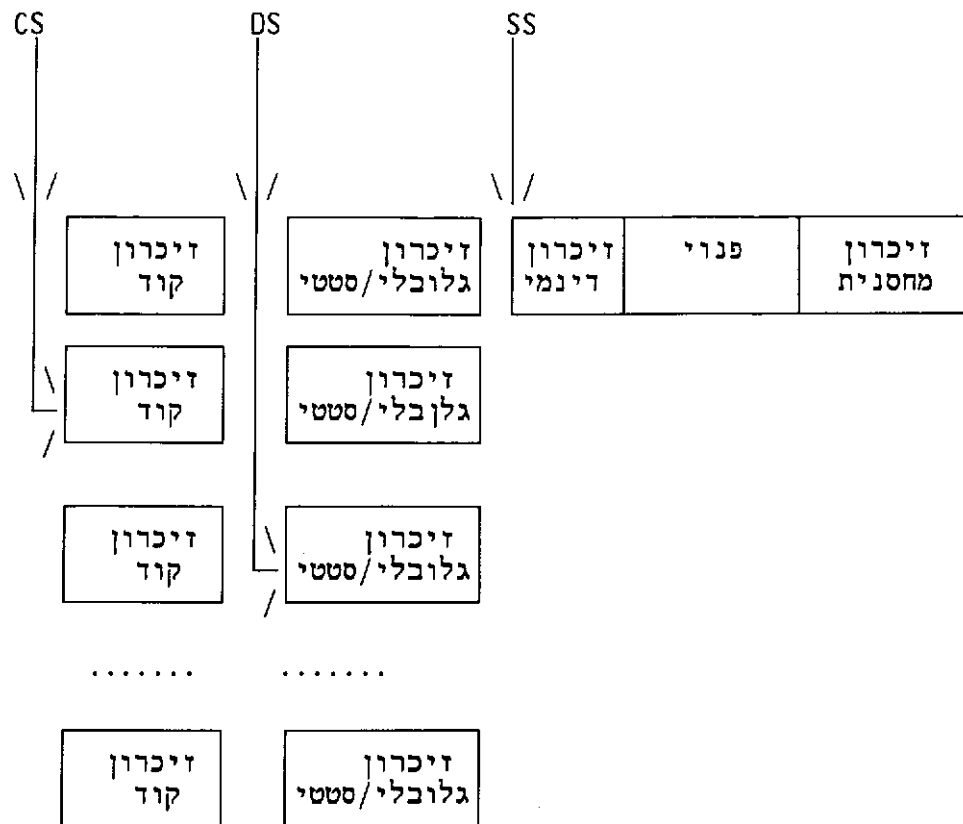 CS DS SS
זיכרון
קוד
זיכרון
גלובלי/סטטי
זיכרון
דינמי
פנוי
זיכרון
מחסנית
זיכרון
קוד
זיכרון
גלןבלי/סטטי
זיכרון
קוד
זיכרון
גלובלי/סטטי
....... .......
זיכרון
קוד
זיכרון
גלובלי/סטטי